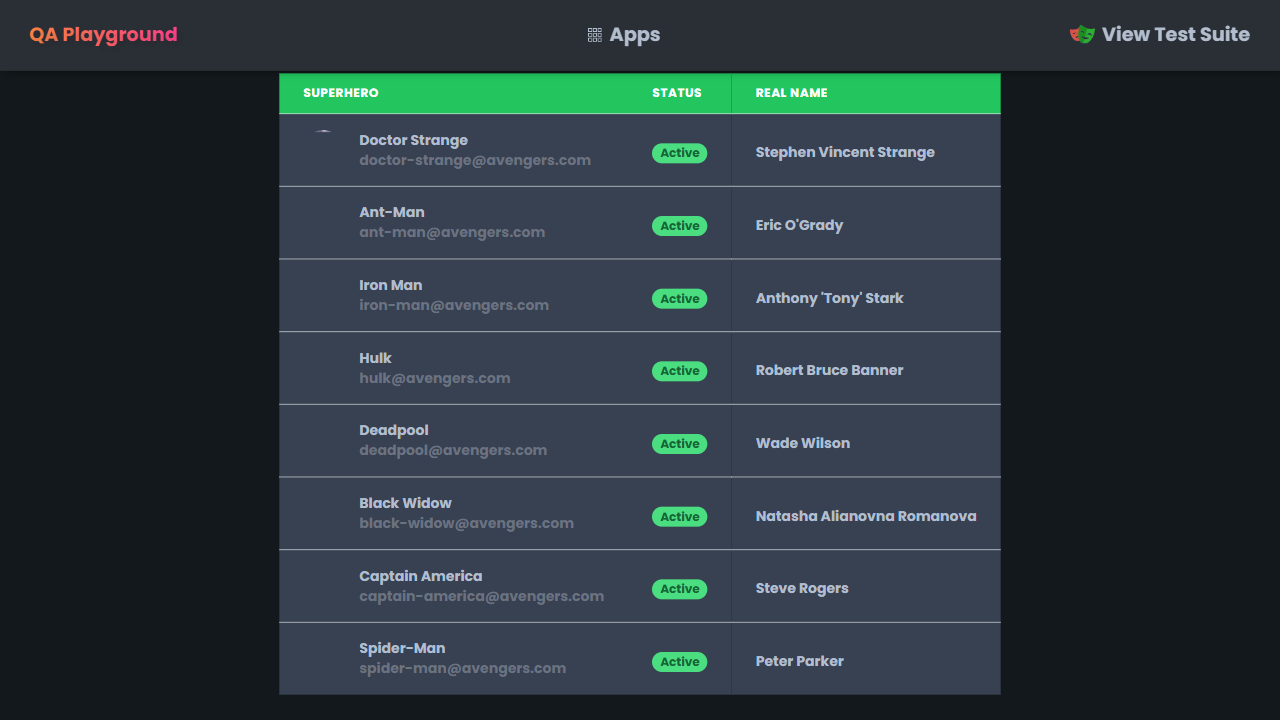 QA Playground
Apps
View Test Suite
SUPERHERO STATUS REAL NAME
Doctor Strange
doctor-strange@avengers.com
Active
Stephen Vincent Strange
Ant-Man
ant-man@avengers.com
Active
Eric O'Grady
Iron Man
iron-man@avengers.com
Active
Anthony 'Tony' Stark
Hulk
hulk@avengers.com
Active
Robert Bruce Banner
Deadpool
deadpool@avengers.com
Active
Wade Wilson
Black Widow
black-widow@avengers.com
Active
Natasha Alianovna Romanova
Captain America
captain-america@avengers.com
Active
Steve Rogers
Spider-Man
spider-man@avengers.com
Active
Peter Parker